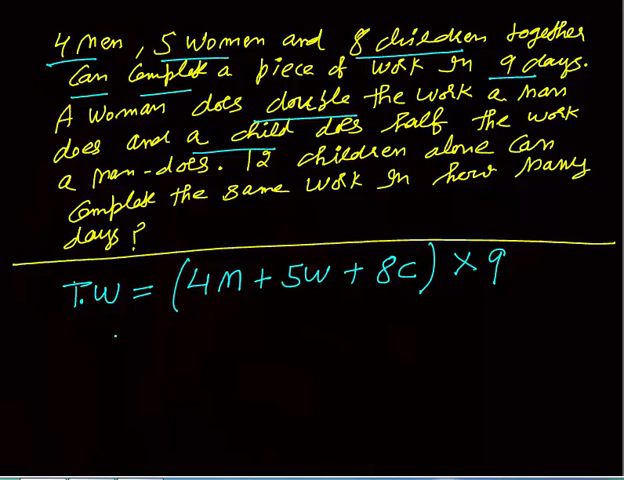 4 men, 5 women and 8 children together
can complet a piece of work in 9 days.
A woman does double the work a man
does and a child does half the work
a man-does. 12 children alone can
complet the same work in how many
days?
T.W = (4M + 5W + 8C) × 9